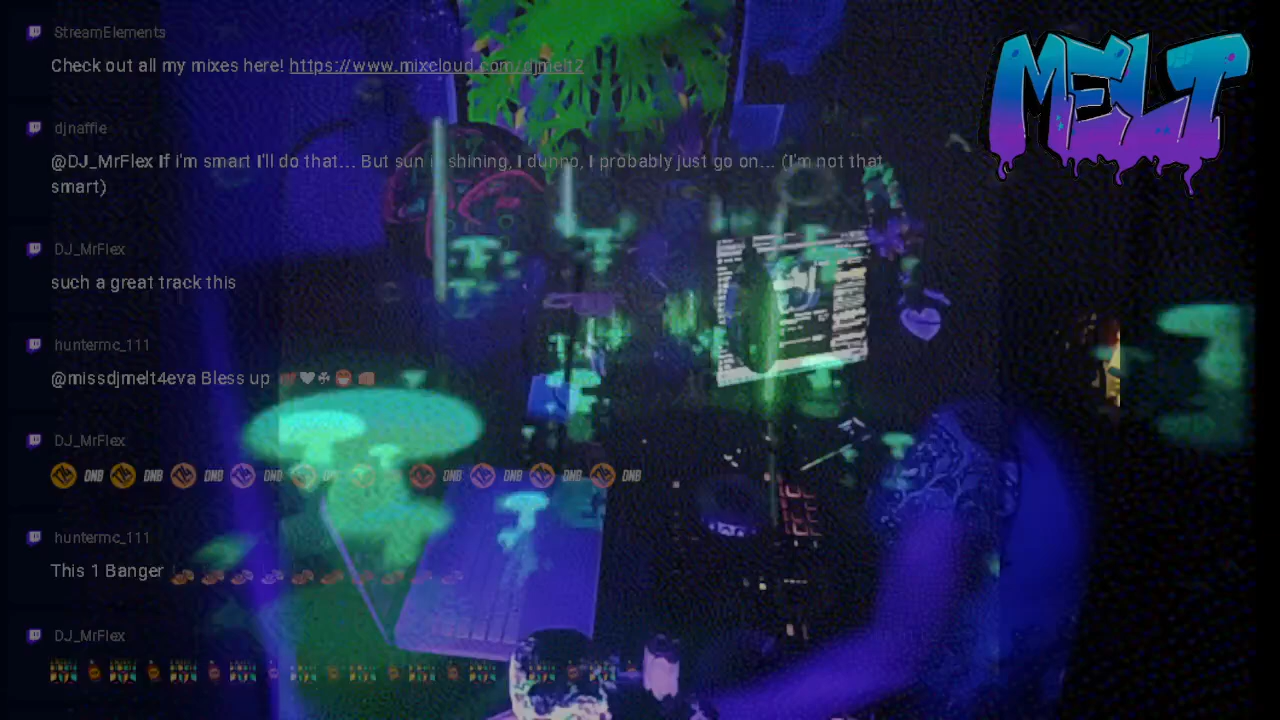 StreamElements
Check out all my mixes here! https://www.mixcloud.com/djmelt2
MELT
djnaffie
@DJ_MrFlex If i'm smart I'll do that... But sun is shining, I dunno, I probably just go on... (I'm not that
smart)
DJ_MrFlex
such a great track this
huntermc_111
@missdjmelt4eva Bless up
DJ_MrFlex
DNB DNB DNB DNB DNB DNB DNB DNB DNB DNB
huntermc_111
This 1 Banger
DJ_MrFlex